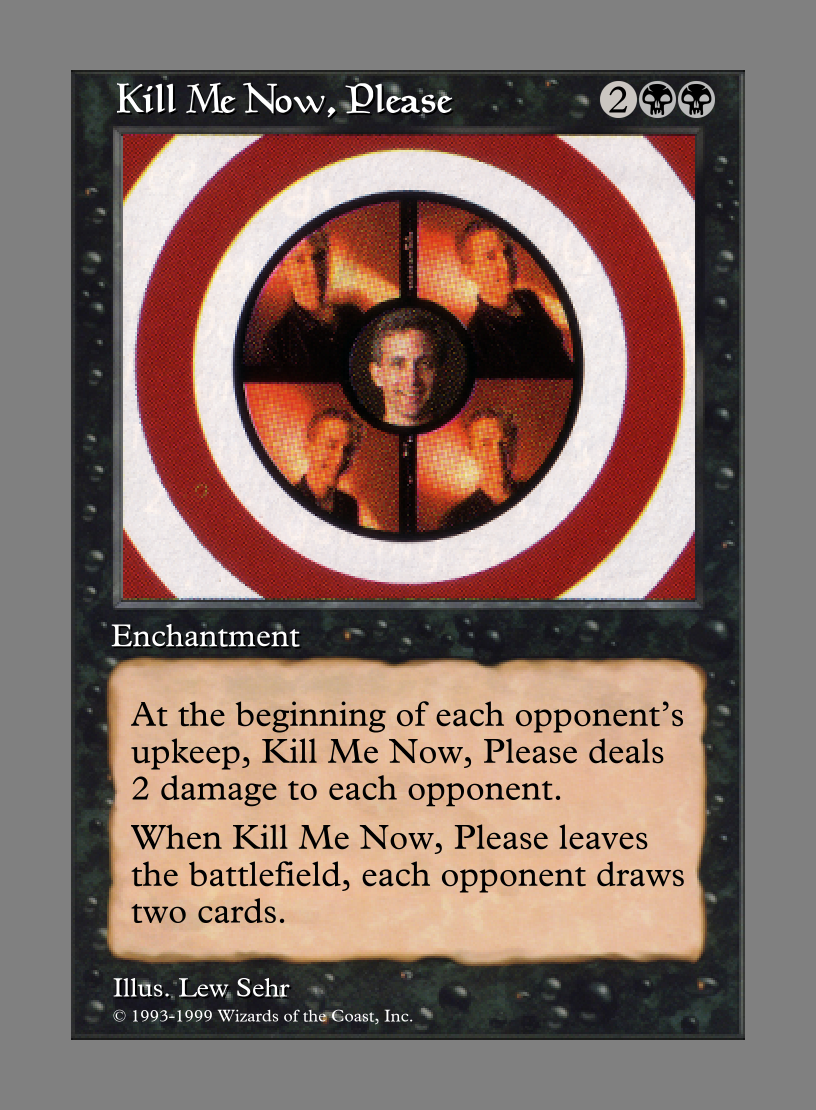 Kill Me Now, Please 2
Enchantment
At the beginning of each opponent's
upkeep, Kill Me Now, Please deals
2 damage to each opponent.
When Kill Me Now, Please leaves
the battlefield, each opponent draws
two cards.
Illus. Lew Sehr
© 1993-1999 Wizards of the Coast, Inc.